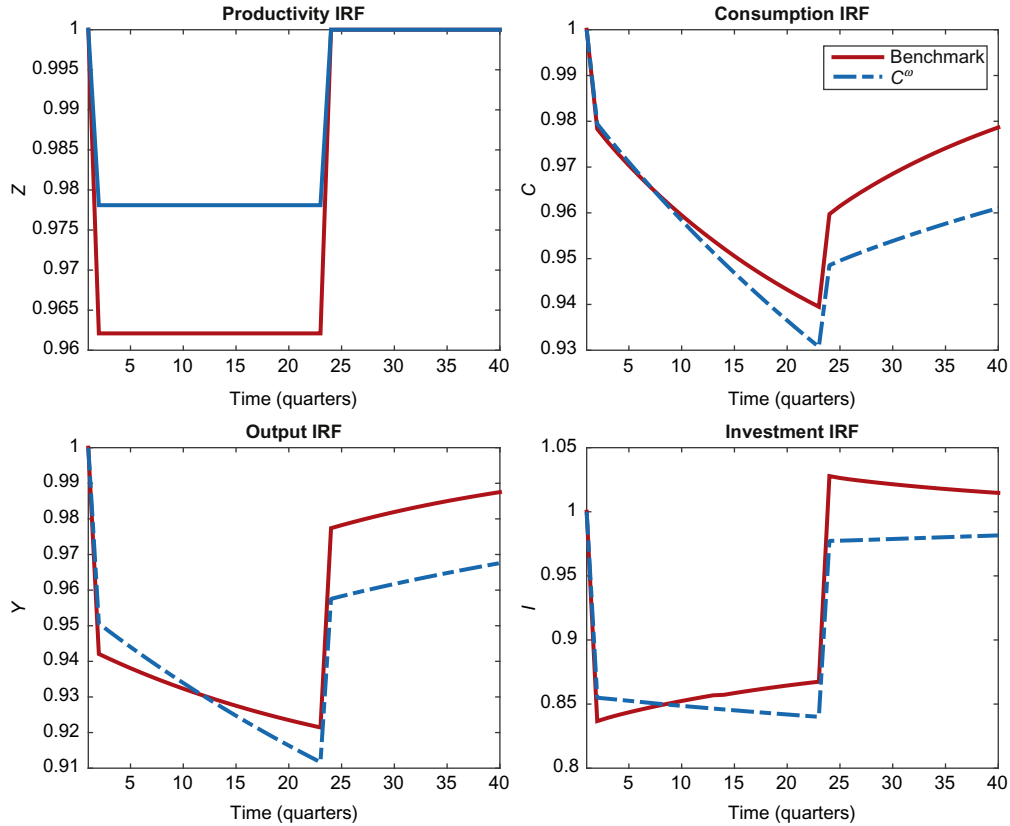 Productivity IRF
1
0.995
0.99
0.985
0.98
0.975
0.97
0.965
0.96
Z
5 10 15 20 25 30 35 40
Time (quarters)
Consumption IRF
1
0.99
0.98
0.97
0.96
0.95
0.94
0.93
C
Benchmark
C^ω
5 10 15 20 25 30 35 40
Time (quarters)
Output IRF
1
0.99
0.98
0.97
0.96
0.95
0.94
0.93
0.92
0.91
Y
5 10 15 20 25 30 35 40
Time (quarters)
Investment IRF
1.05
1
0.95
0.9
0.85
0.8
I
5 10 15 20 25 30 35 40
Time (quarters)